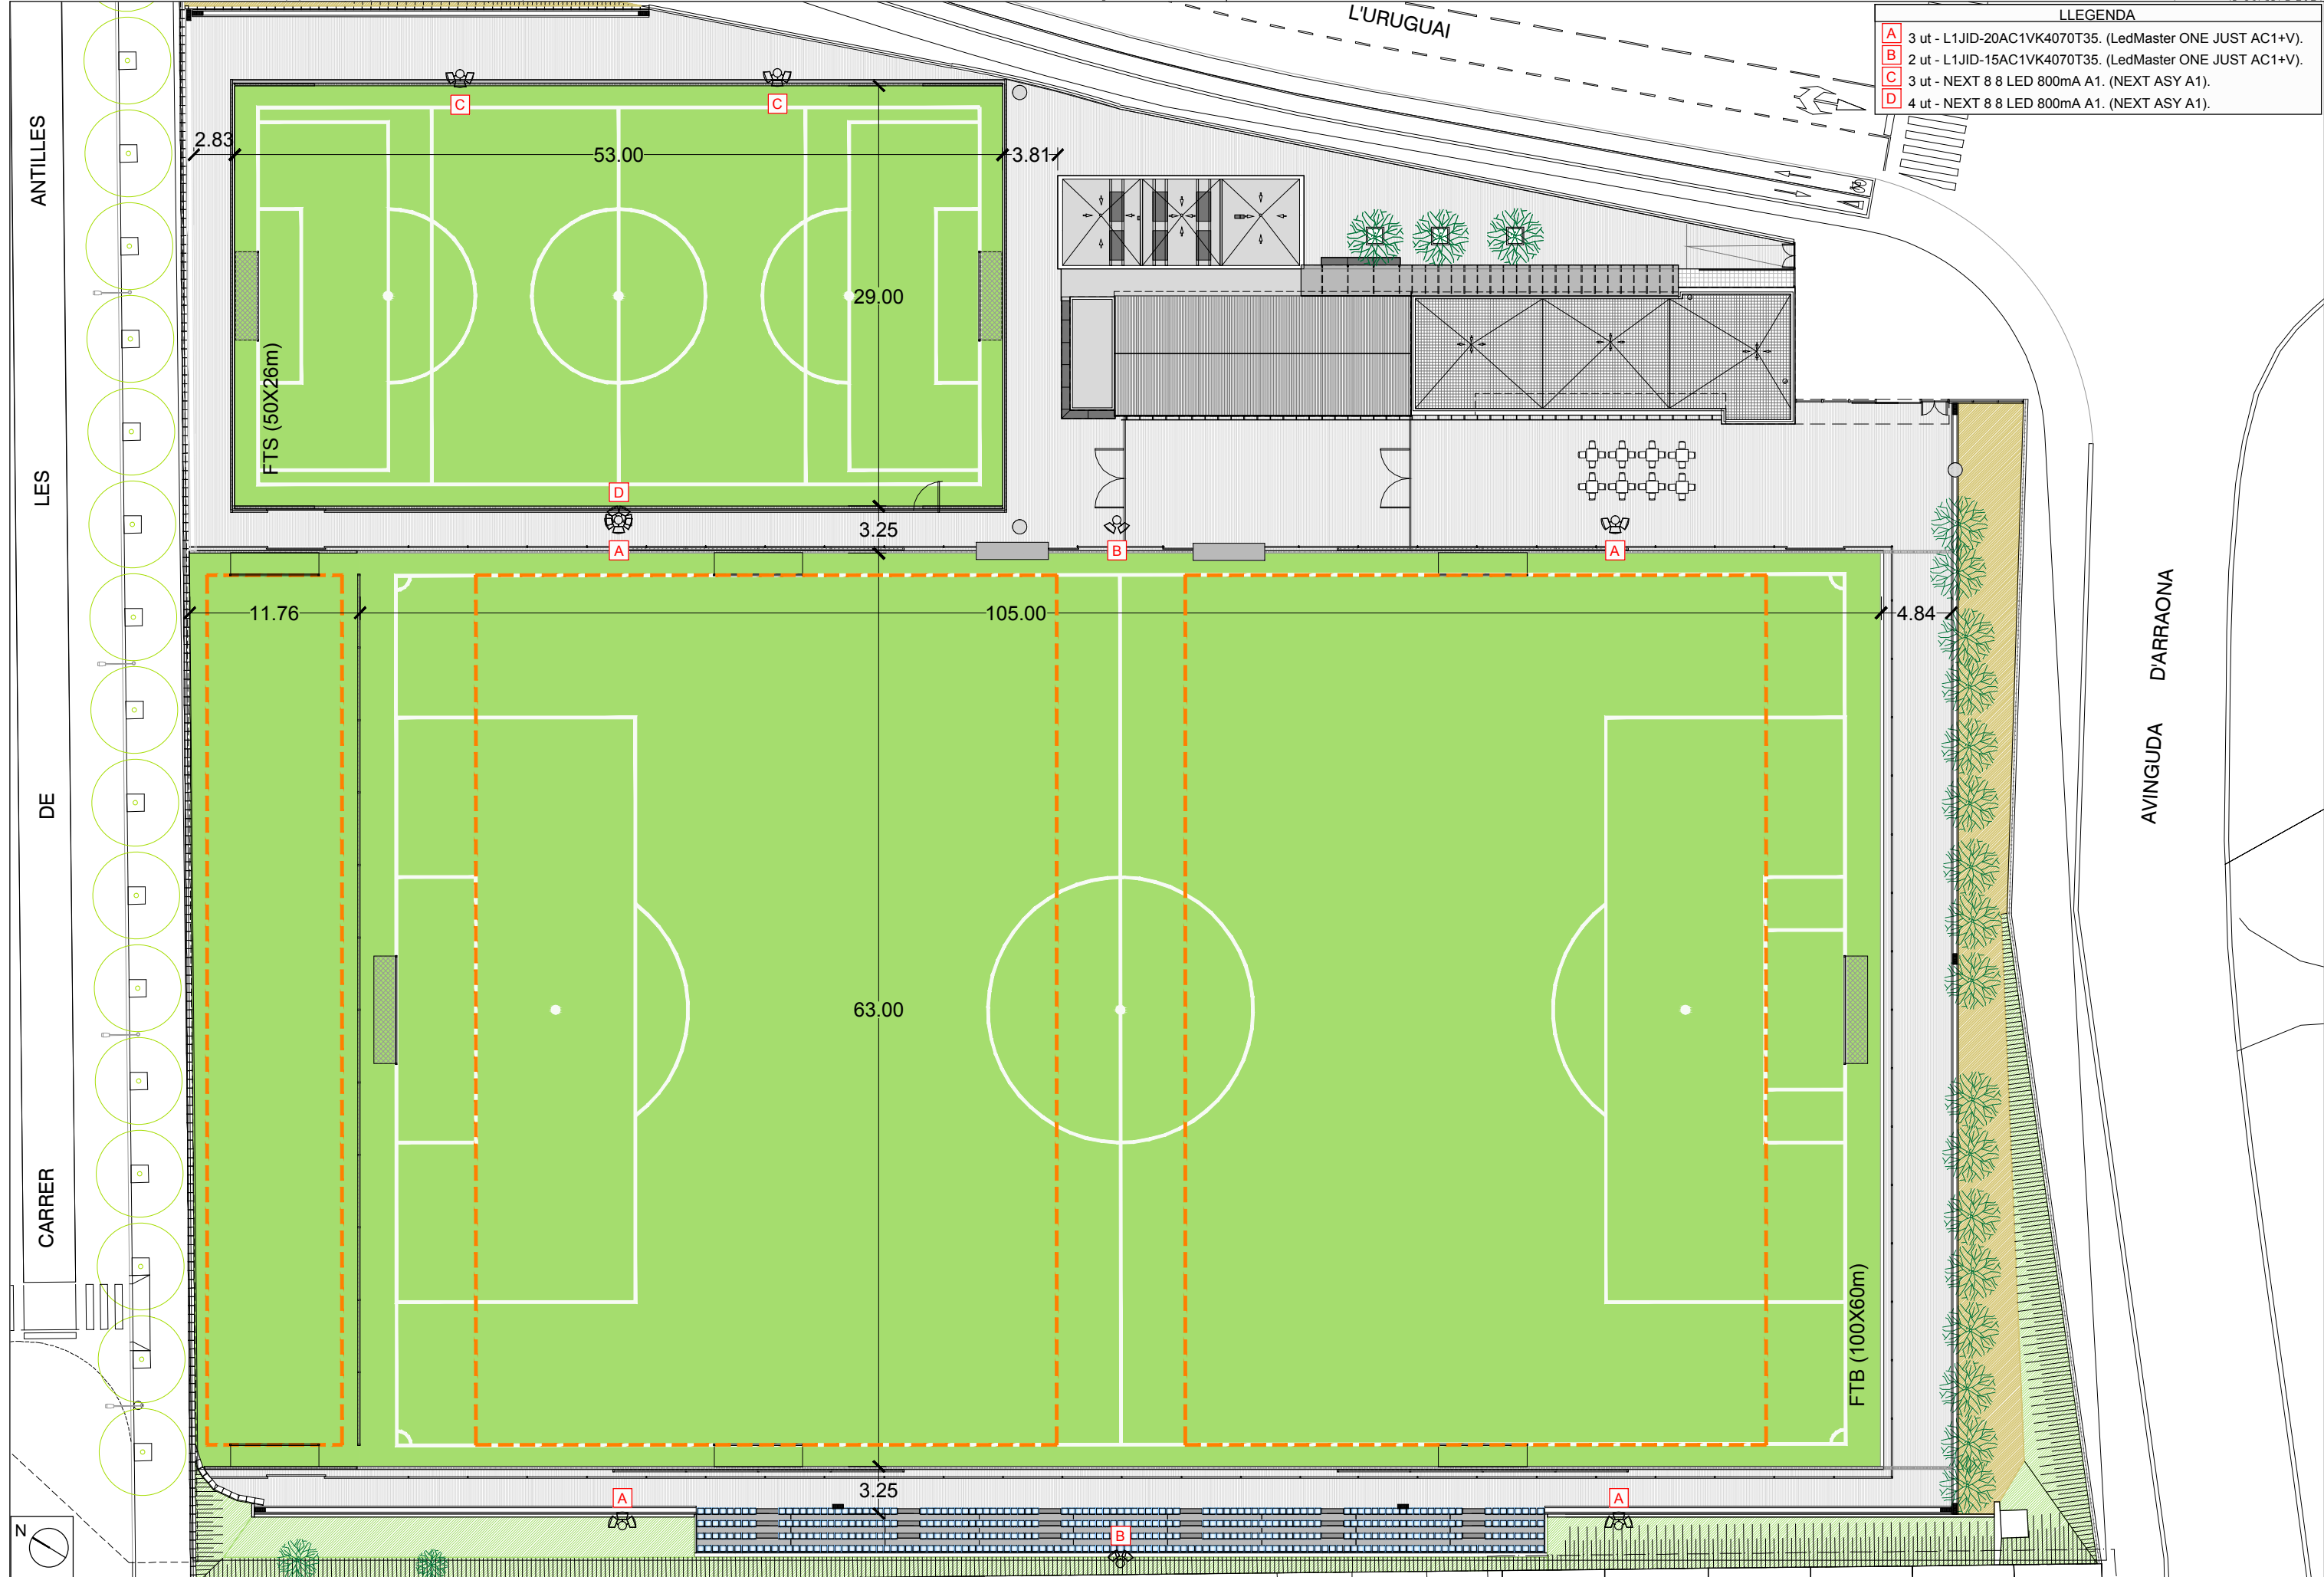 L'URUGUAI
LLEGENDA
A 3 ut - L1JID-20AC1VK4070T35. (LedMaster ONE JUST AC1+V).
B 2 ut - L1JID-15AC1VK4070T35. (LedMaster ONE JUST AC1+V).
C 3 ut - NEXT 8 8 LED 800mA A1. (NEXT ASY A1).
D 4 ut - NEXT 8 8 LED 800mA A1. (NEXT ASY A1).
C
C
2.83
53.00
3.81
29.00
FTS (50X26m)
D
3.25
A
B
A
11.76
105.00
4.84
63.00
FTB (100X60m)
3.25
A
A
B
CARRER DE LES ANTILLES
AVINGUDA D'ARRAONA
N